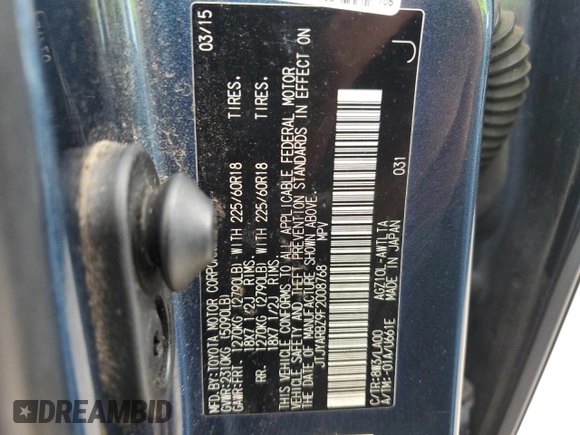 MFD.BY:TOYOTA MOTOR CORPORATION 03/15
GVWR:2310KG (5090LB)
GAWR:FRT. 1270KG (2790LB) WITH 225/60R18 TIRES.
18X7 1/2J RIMS.
RR. 1270KG (2790LB) WITH 225/60R18 TIRES.
18X7 1/2J RIMS.
THIS VEHICLE CONFORMS TO ALL APPLICABLE FEDERAL MOTOR
VEHICLE SAFETY AND THEFT PREVENTION STANDARDS IN EFFECT ON
THE DATE OF MANUFACTURE SHOWN ABOVE.
MPV
031
C/TR:8W3/LA00 AGZ10L-AWTLTA
A/TM:-01A/U661E MADE IN JAPAN
J
DREAMBID